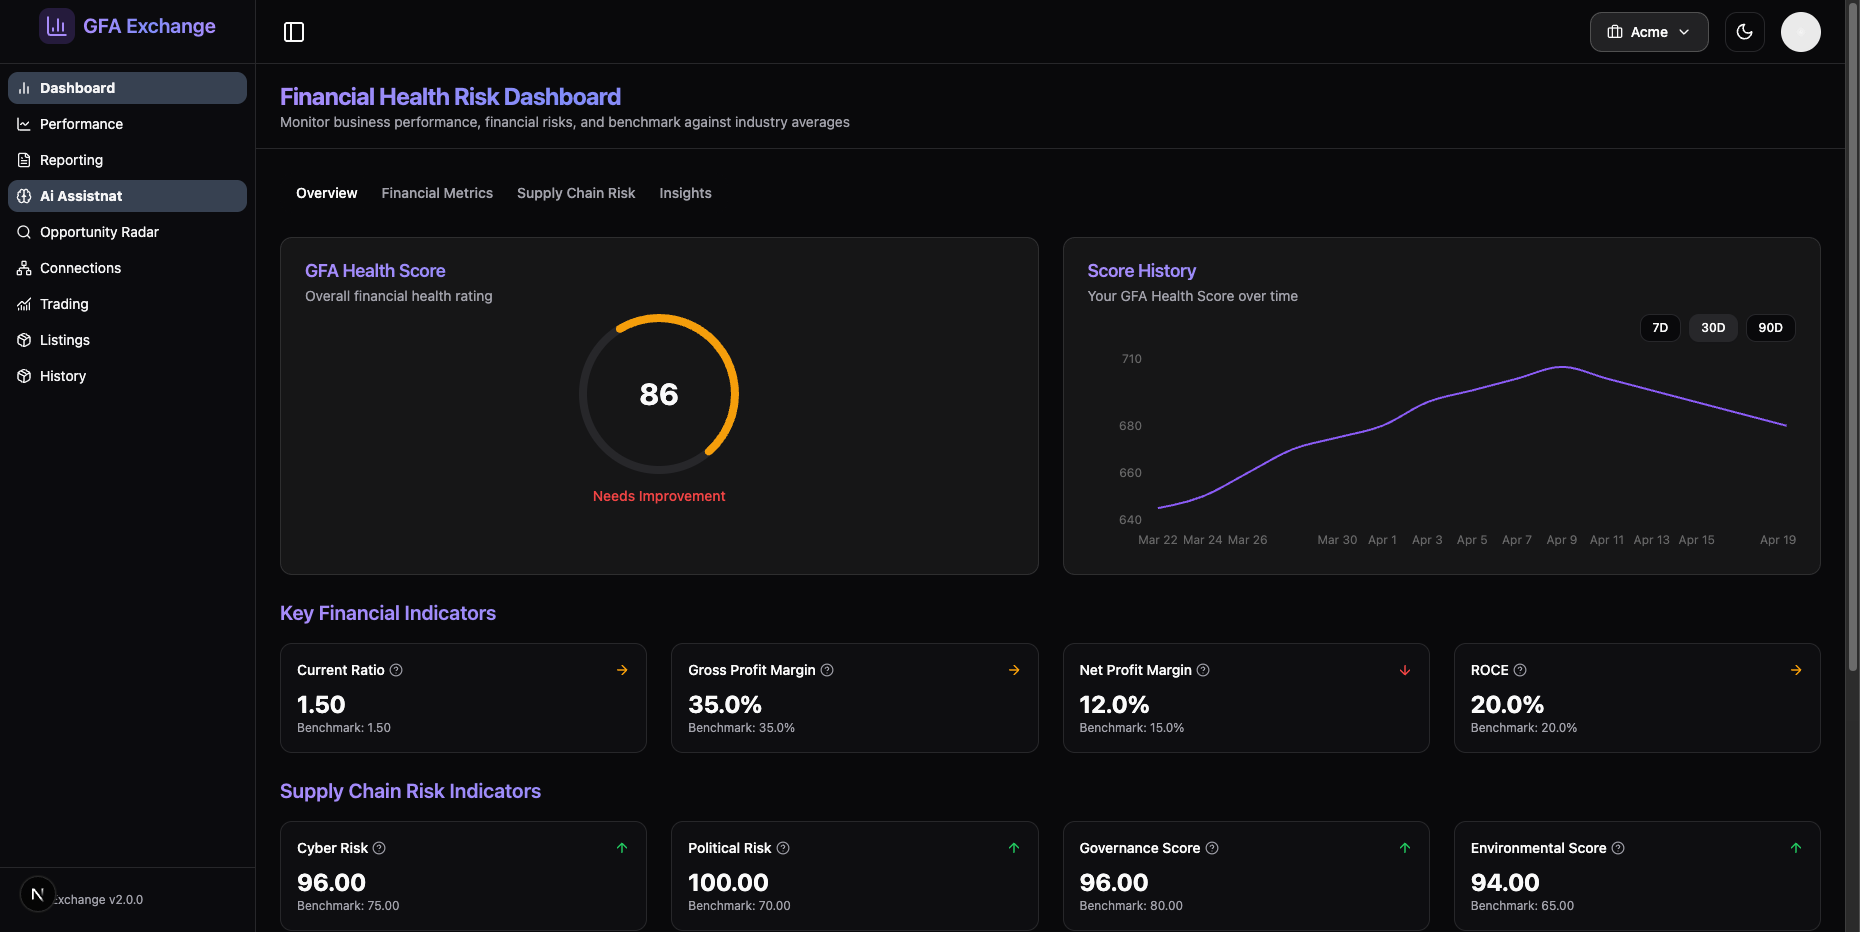 GFA Exchange
Acme
Dashboard
Performance
Reporting
Ai Assistnat
Opportunity Radar
Connections
Trading
Listings
History
N
Exchange v2.0.0
Financial Health Risk Dashboard
Monitor business performance, financial risks, and benchmark against industry averages
Overview Financial Metrics Supply Chain Risk Insights
GFA Health Score
Overall financial health rating
86
Needs Improvement
Score History
Your GFA Health Score over time
7D 30D 90D
710
680
660
640
Mar 22 Mar 24 Mar 26 Mar 30 Apr 1 Apr 3 Apr 5 Apr 7 Apr 9 Apr 11 Apr 13 Apr 15 Apr 19
Key Financial Indicators
Current Ratio
1.50
Benchmark: 1.50
Gross Profit Margin
35.0%
Benchmark: 35.0%
Net Profit Margin
12.0%
Benchmark: 15.0%
ROCE
20.0%
Benchmark: 20.0%
Supply Chain Risk Indicators
Cyber Risk
96.00
Benchmark: 75.00
Political Risk
100.00
Benchmark: 70.00
Governance Score
96.00
Benchmark: 80.00
Environmental Score
94.00
Benchmark: 65.00